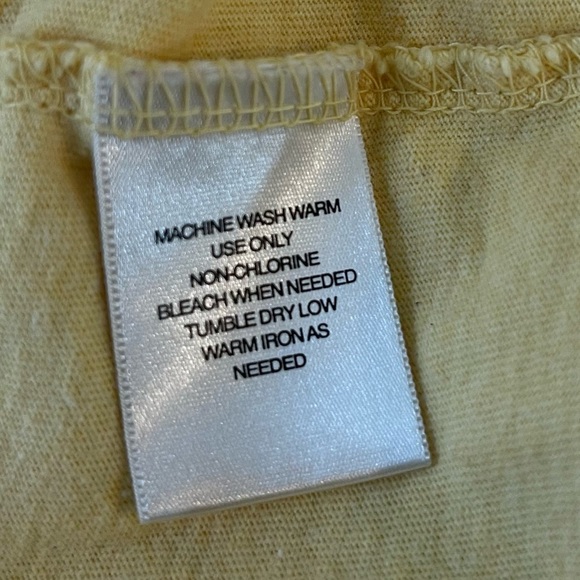 MACHINE WASH WARM
USE ONLY
NON-CHLORINE
BLEACH WHEN NEEDED
TUMBLE DRY LOW
WARM IRON AS
NEEDED